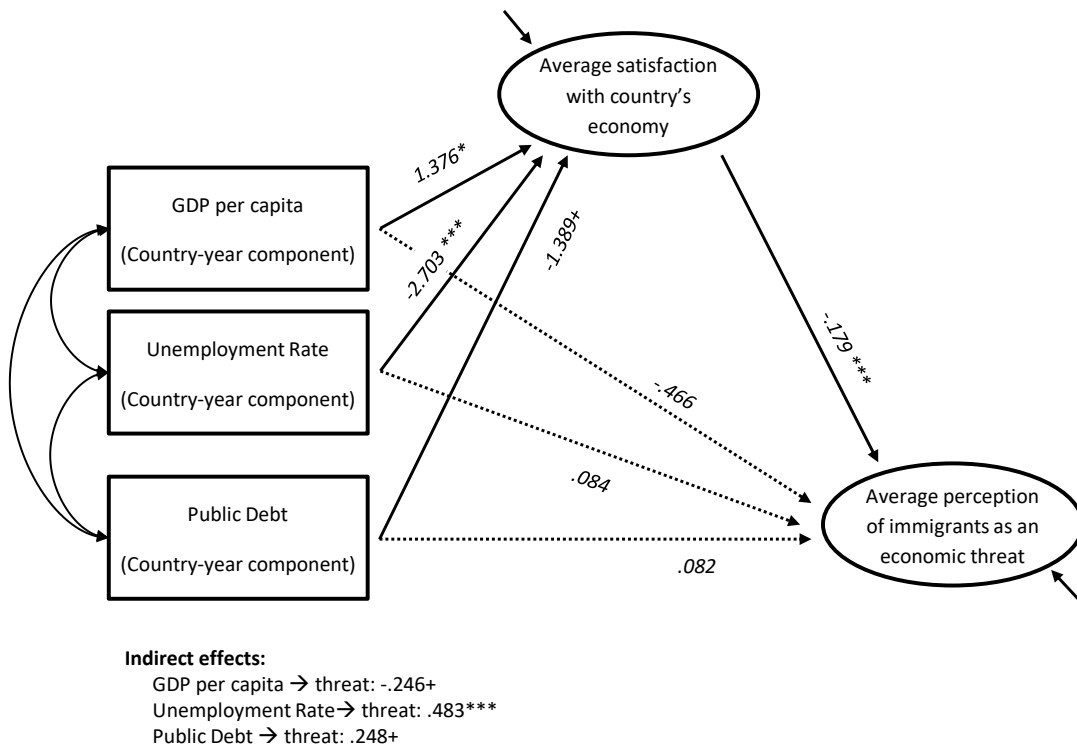 Average satisfaction
with country's
economy
GDP per capita
(Country-year component)
1.376*
-2.703 ***
-1.389+
Unemployment Rate
(Country-year component)
-.179 ***
-.466
.084
Public Debt
(Country-year component)
.082
Average perception
of immigrants as an
economic threat
Indirect effects:
GDP per capita → threat: -.246+
Unemployment Rate→ threat: .483***
Public Debt → threat: .248+